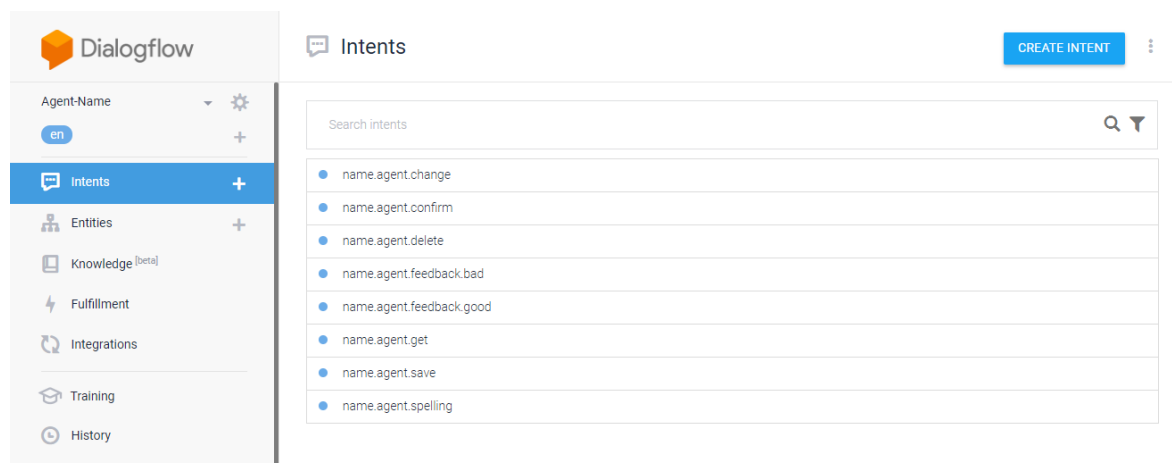 Dialogflow
Agent-Name
en
Intents
Entities
Knowledge [beta]
Fulfillment
Integrations
Training
History
Intents
CREATE INTENT
Search intents
name.agent.change
name.agent.confirm
name.agent.delete
name.agent.feedback.bad
name.agent.feedback.good
name.agent.get
name.agent.save
name.agent.spelling